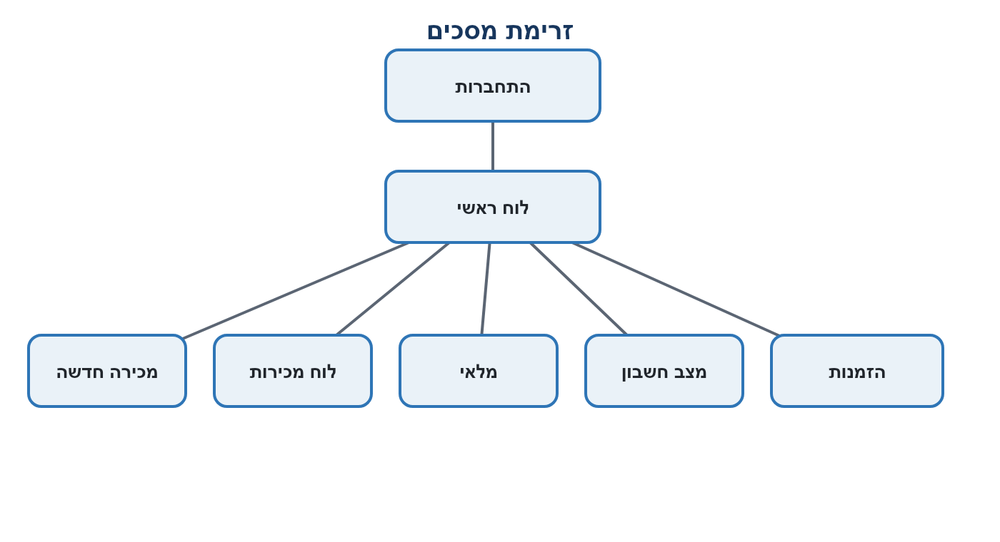 זרימת מסכים
התחברות
לוח ראשי
הזמנות
מצב חשבון
מלאי
לוח מכירות
מכירה חדשה